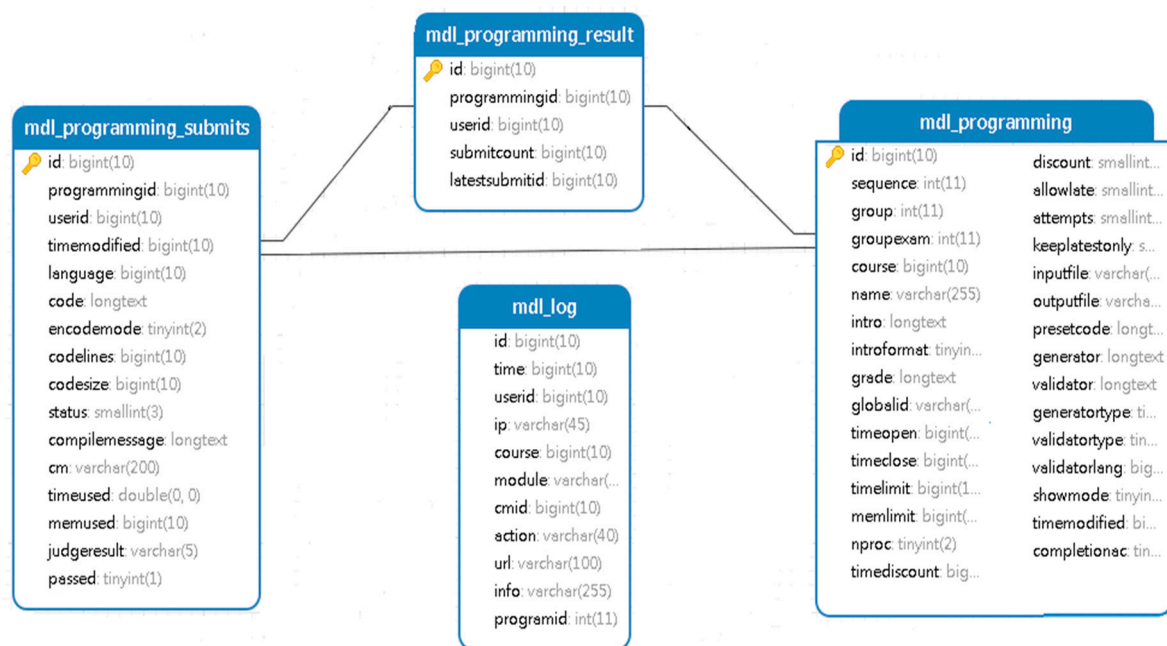 mdl_programming_result
id: bigint(10)
programmingid: bigint(10)
userid: bigint(10)
submitcount: bigint(10)
latestsubmitid: bigint(10)
mdl_programming_submits
id: bigint(10)
programmingid: bigint(10)
userid: bigint(10)
timemodified: bigint(10)
language: bigint(10)
code: longtext
encodemode: tinyint(2)
codelines: bigint(10)
codesize: bigint(10)
status: smallint(3)
compilemessage: longtext
cm: varchar(200)
timeused: double(0, 0)
memused: bigint(10)
judgeresult: varchar(5)
passed: tinyint(1)
mdl_log
id: bigint(10)
time: bigint(10)
userid: bigint(10)
ip: varchar(45)
course: bigint(10)
module: varchar(...
cmid: bigint(10)
action: varchar(40)
url: varchar(100)
info: varchar(255)
programid: int(11)
mdl_programming
id: bigint(10)
sequence: int(11)
group: int(11)
groupexam: int(11)
course: bigint(10)
name: varchar(255)
intro: longtext
introformat: tinyin...
grade: longtext
globalid: varchar(...
timeopen: bigint(...
timeclose: bigint(...
timelimit: bigint(1...
memlimit: bigint(...
nproc: tinyint(2)
timediscount: big...
discount: smallint...
allowlate: smallint...
attempts: smallint...
keeplatestonly: s...
inputfile: varchar(...
outputfile: varcha...
presetcode: longt...
generator: longtext
validator: longtext
generatortype: ti...
validatortype: tin...
validatorlang: big...
showmode: tinyin...
timemodified: bi...
completionac: tin...